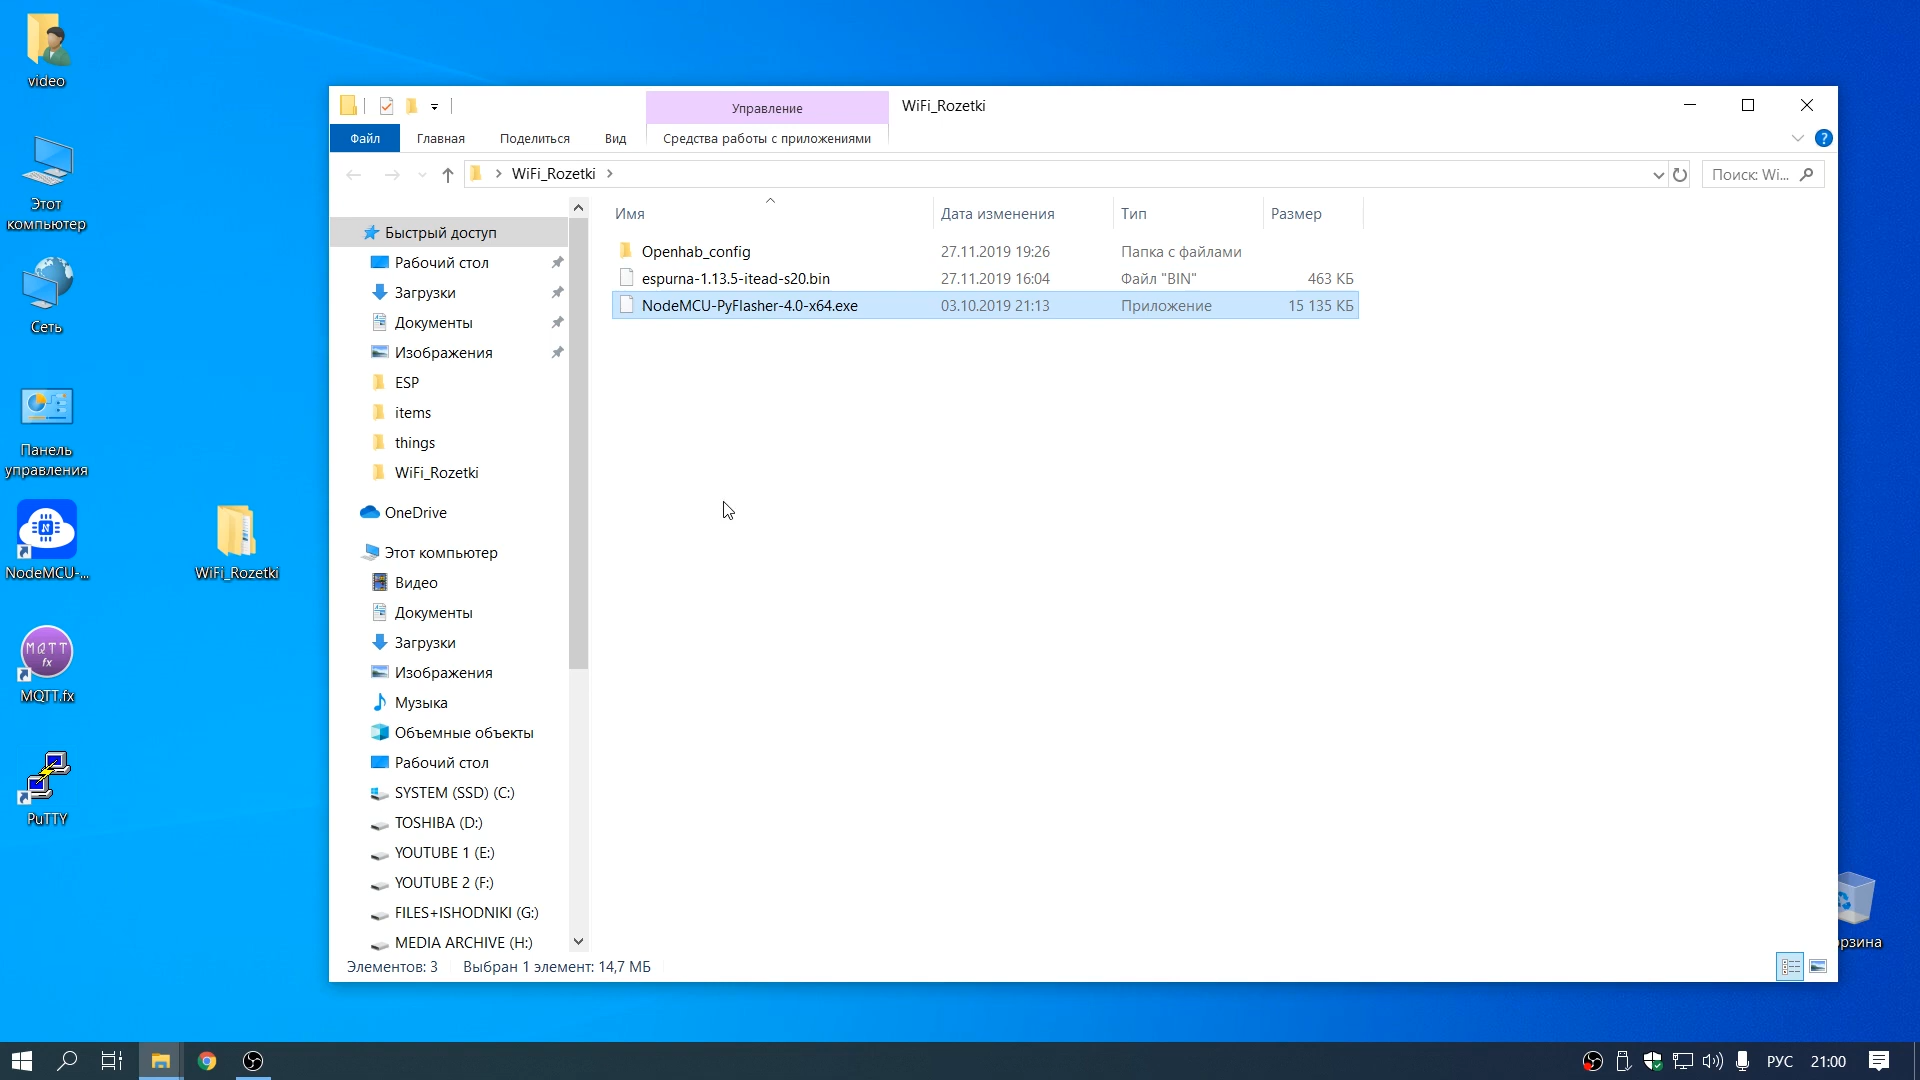 video
Этот
компьютер
Сеть
Панель
управления
NodeMCU-...
MQTT
fx
MQTT.fx
PuTTY
WiFi_Rozetki
Управление
WiFi_Rozetki
Файл
Главная
Поделиться
Вид
Средства работы с приложениями
?
WiFi_Rozetki
Поиск: Wi...
Быстрый доступ
Рабочий стол
Загрузки
Документы
Изображения
ESP
items
things
WiFi_Rozetki
OneDrive
Этот компьютер
Видео
Документы
Загрузки
Изображения
Музыка
Объемные объекты
Рабочий стол
SYSTEM (SSD) (C:)
TOSHIBA (D:)
YOUTUBE 1 (E:)
YOUTUBE 2 (F:)
FILES+ISHODNIKI (G:)
MEDIA ARCHIVE (H:)
Имя Дата изменения Тип Размер
Openhab_config 27.11.2019 19:26 Папка с файлами
espurna-1.13.5-itead-s20.bin 27.11.2019 16:04 Файл "BIN" 463 КБ
NodeMCU-PyFlasher-4.0-x64.exe 03.10.2019 21:13 Приложение 15 135 КБ
Элементов: 3 Выбран 1 элемент: 14,7 МБ
рзина
РУС 21:00